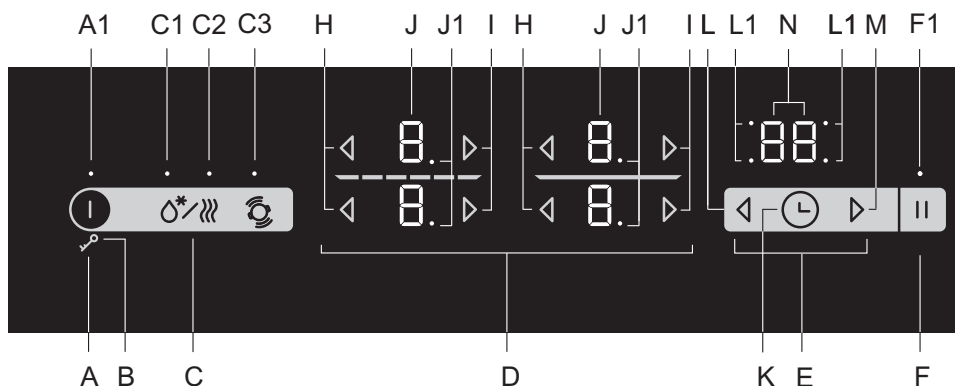 A1 C1 C2 C3 H J J1 I H J J1 I L L1 N L1 M F1
8. 8. 88
8. 8.
A B C D K E F